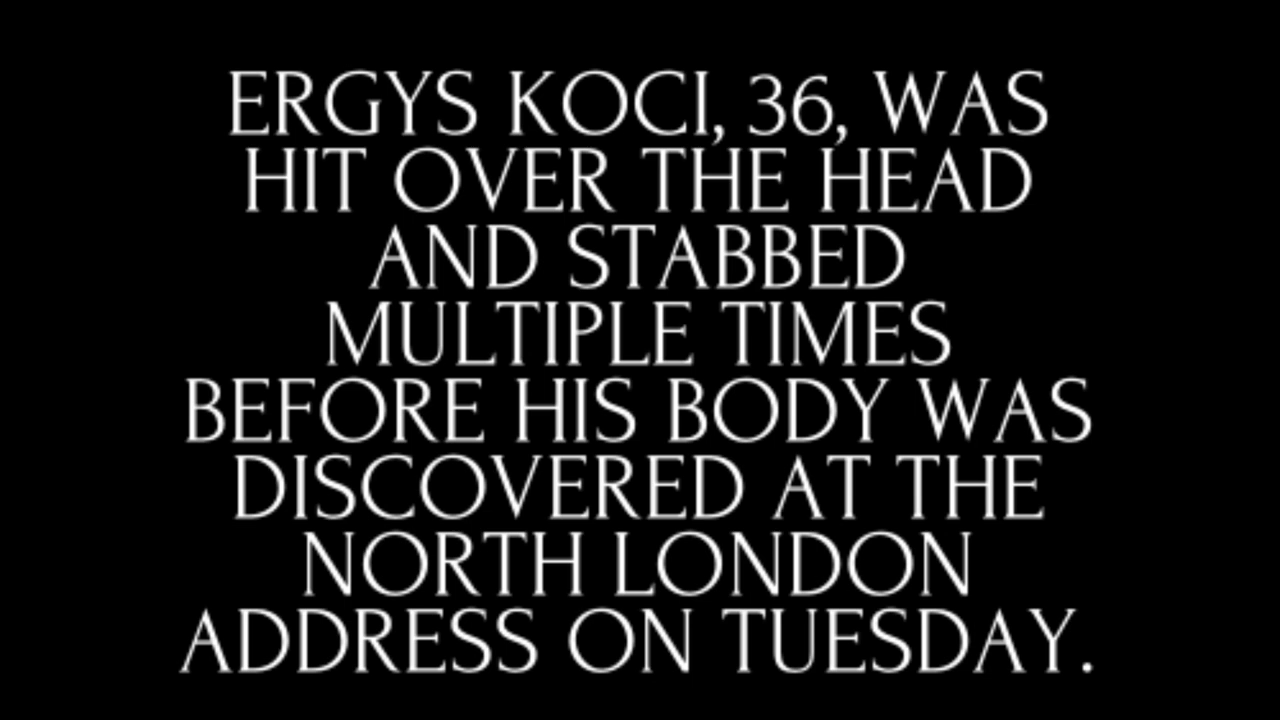 ERGYS KOCI, 36, WAS
HIT OVER THE HEAD
AND STABBED
MULTIPLE TIMES
BEFORE HIS BODY WAS
DISCOVERED AT THE
NORTH LONDON
ADDRESS ON TUESDAY.